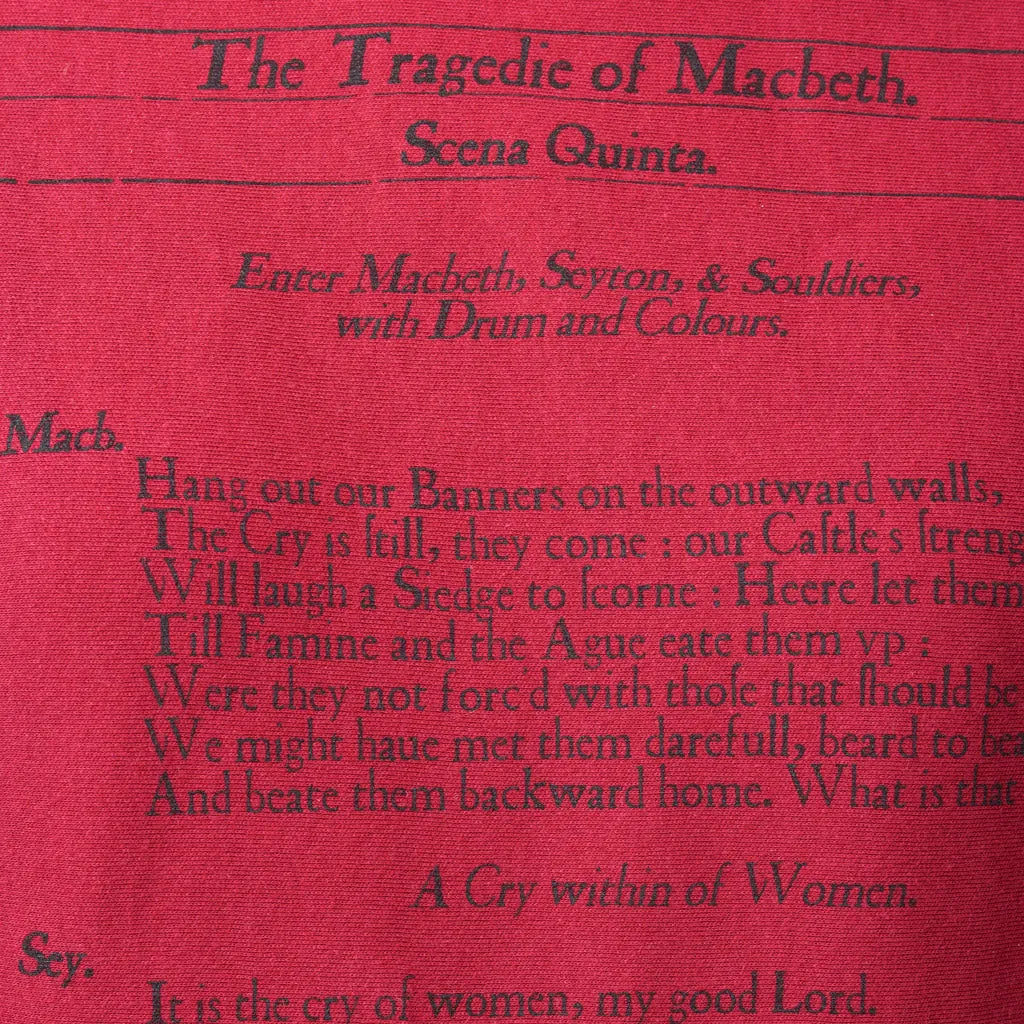 The Tragedie of Macbeth.
Scena Quinta.
Enter Macbeth, Seyton, & Souldiers,
with Drum and Colours.
Macb.
Hang out our Banners on the outward walls,
The Cry is ſtill, they come : our Caſtle's ſtreng
Will laugh a Siedge to ſcorne : Heere let them
Till Famine and the Ague eate them vp :
Were they not forc'd with thoſe that ſhould be
We might haue met them darefull, beard to bea
And beate them backward home. What is that
A Cry within of Women.
Sey.
It is the cry of women, my good Lord.